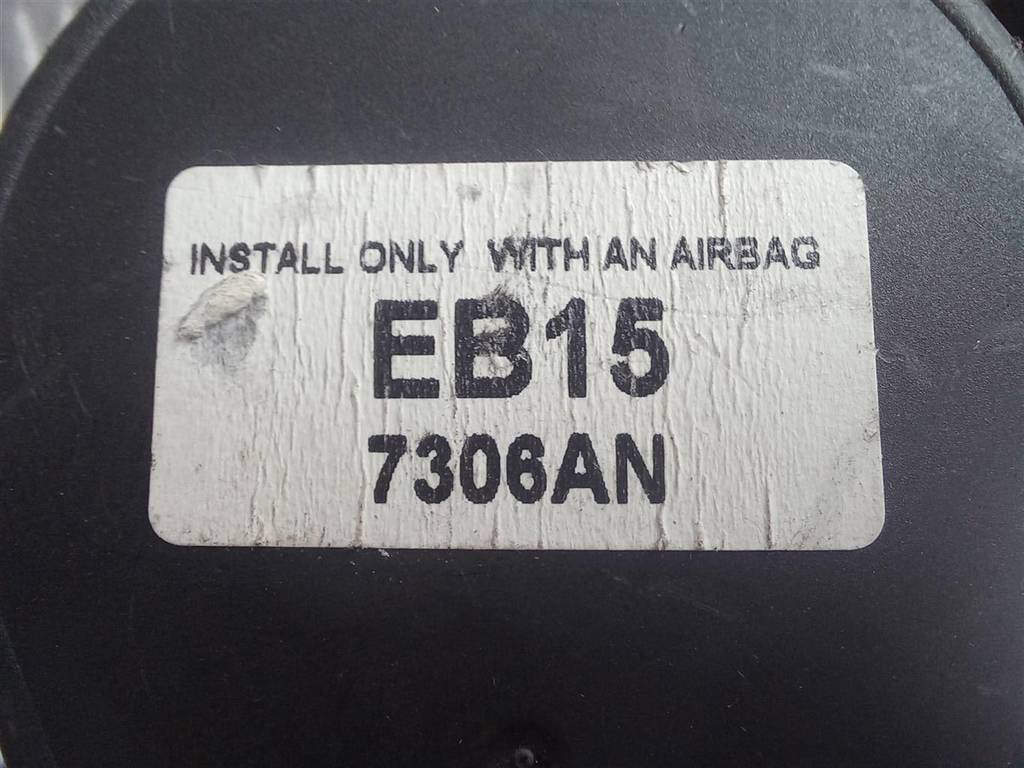 INSTALL ONLY WITH AN AIRBAG
EB15
7306AN